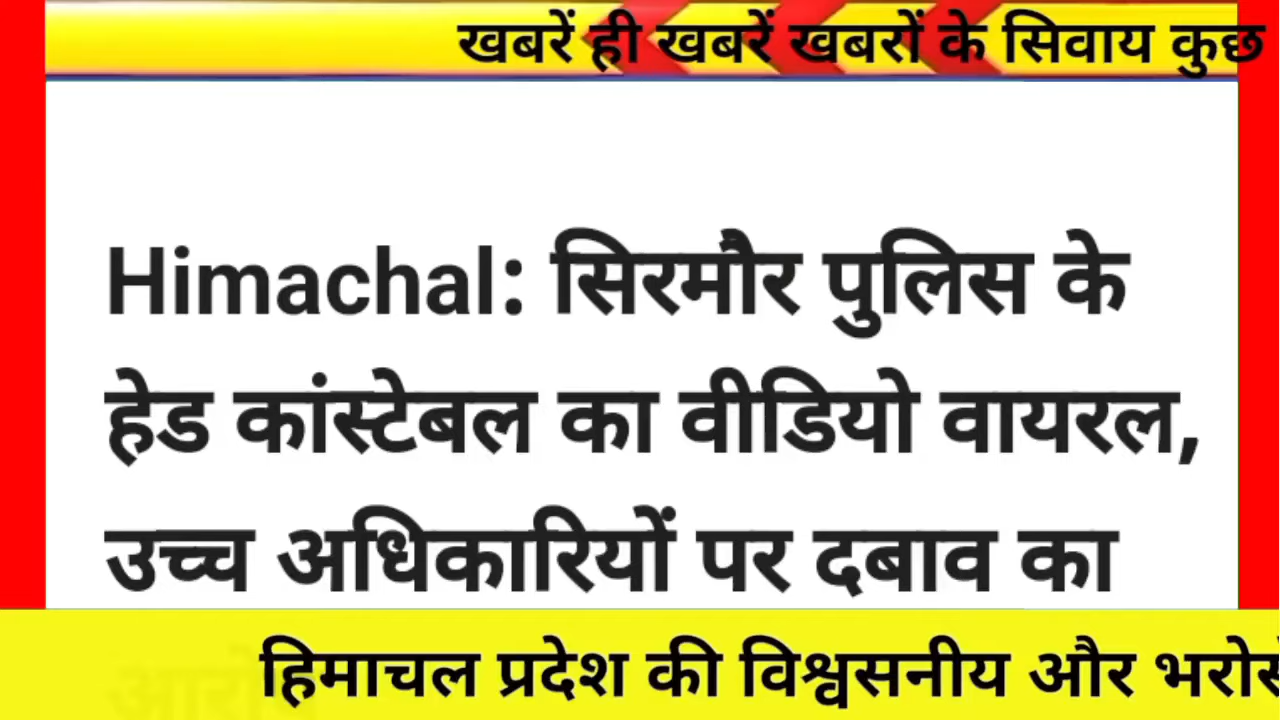 खबरें ही खबरें खबरों के सिवाय कुछ
Himachal: सिरमौर पुलिस के
हेड कांस्टेबल का वीडियो वायरल,
उच्च अधिकारियों पर दबाव का
हिमाचल प्रदेश की विश्वसनीय और